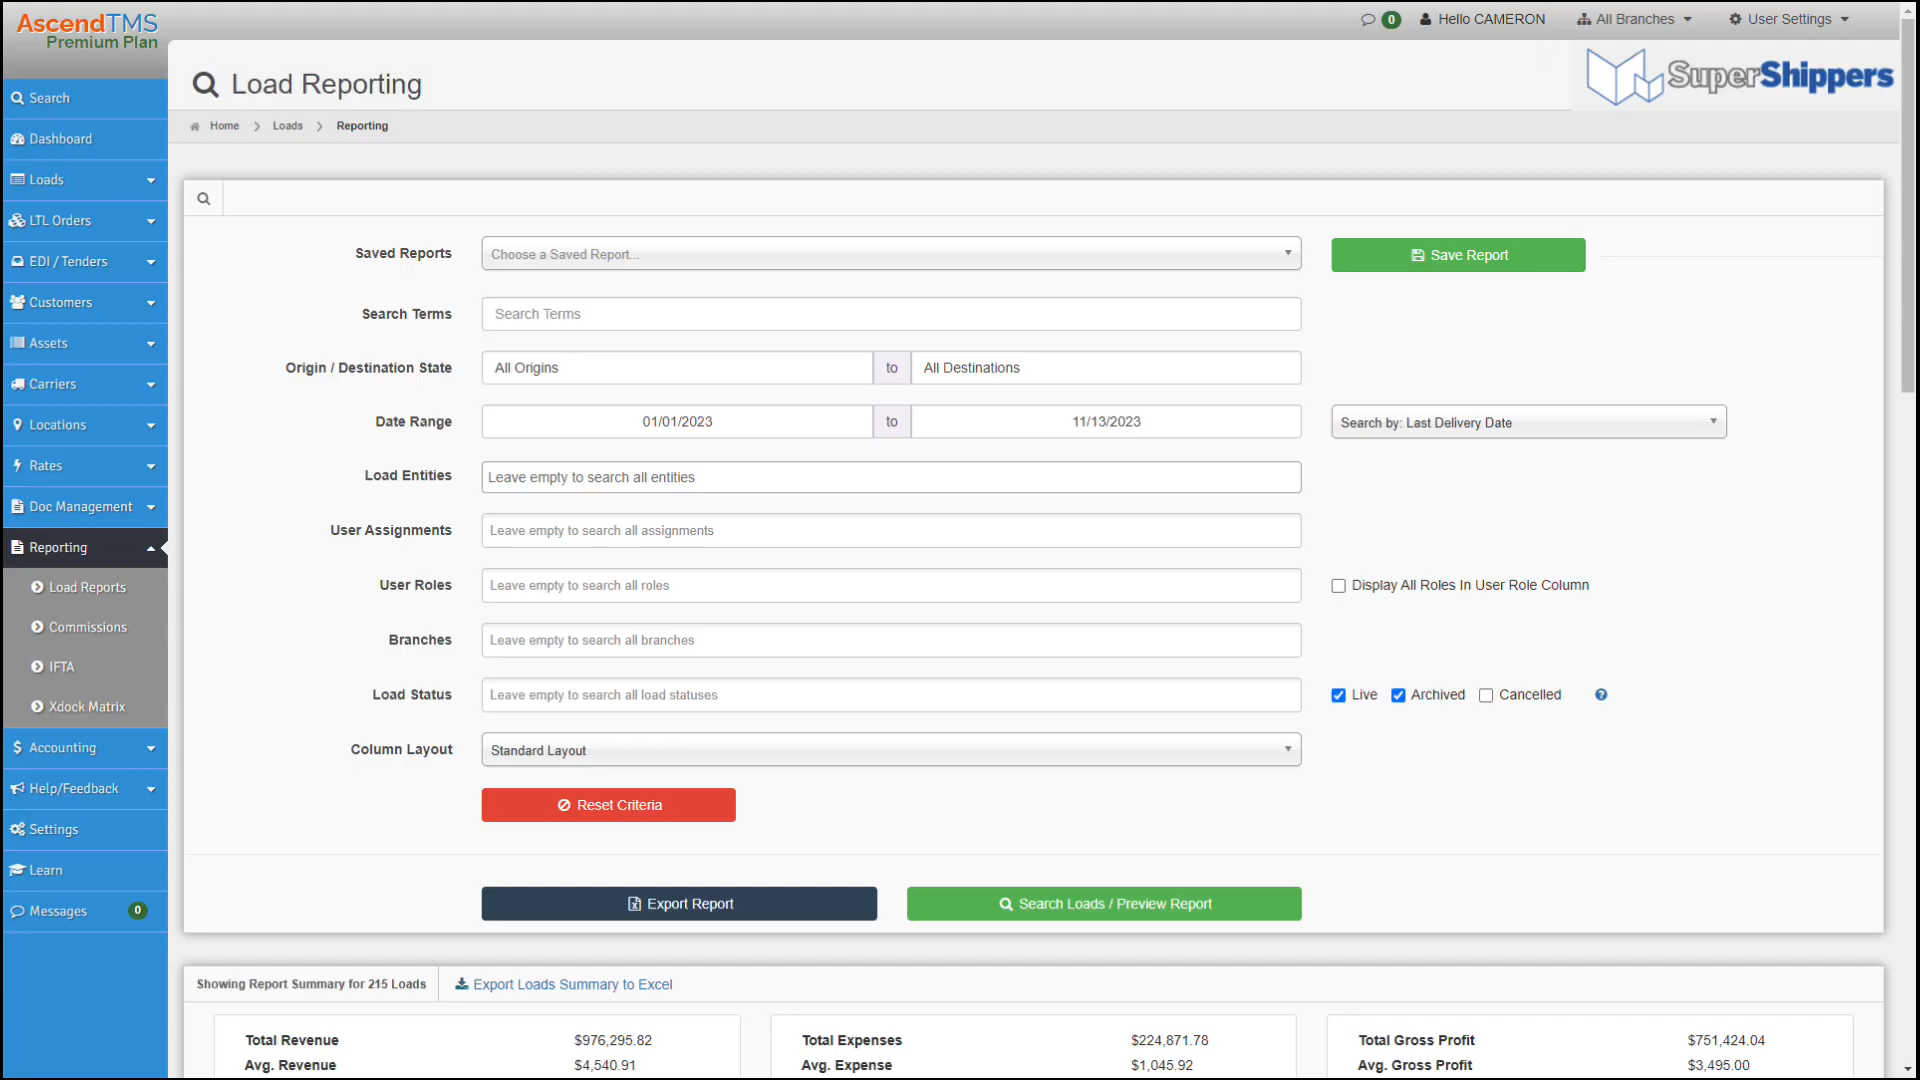 AscendTMS
Premium Plan
0
Hello CAMERON
All Branches
User Settings
Load Reporting
SuperShippers
Home
Loads
Reporting
Search
Dashboard
Loads
LTL Orders
EDI / Tenders
Customers
Assets
Carriers
Locations
Rates
Doc Management
Reporting
Load Reports
Commissions
IFTA
Xdock Matrix
Accounting
Help/Feedback
Settings
Learn
Messages 0
Saved Reports Choose a Saved Report... Save Report
Search Terms Search Terms
Origin / Destination State All Origins to All Destinations
Date Range 01/01/2023 to 11/13/2023 Search by: Last Delivery Date
Load Entities Leave empty to search all entities
User Assignments Leave empty to search all assignments
User Roles Leave empty to search all roles Display All Roles In User Role Column
Branches Leave empty to search all branches
Load Status Leave empty to search all load statuses Live Archived Cancelled
Column Layout Standard Layout
Reset Criteria
Export Report Search Loads / Preview Report
Showing Report Summary for 215 Loads Export Loads Summary to Excel
Total Revenue $976,295.82 Total Expenses $224,871.78 Total Gross Profit $751,424.04
Avg. Revenue $4,540.91 Avg. Expense $1,045.92 Avg. Gross Profit $3,495.00